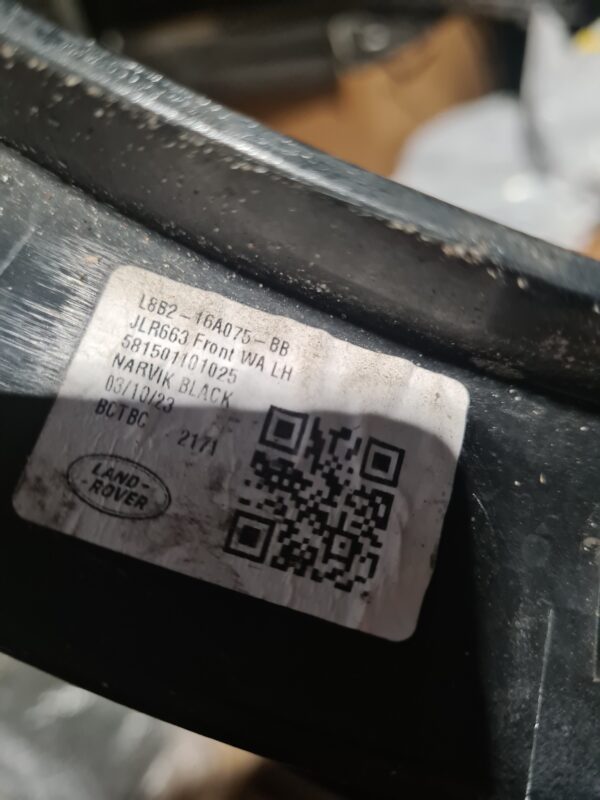 L8B2-16A075-BB
JLR663 Front WA LH
581501101025
NARVIK BLACK
03/10/23
BCTBC 2171
LAND-
-ROVER